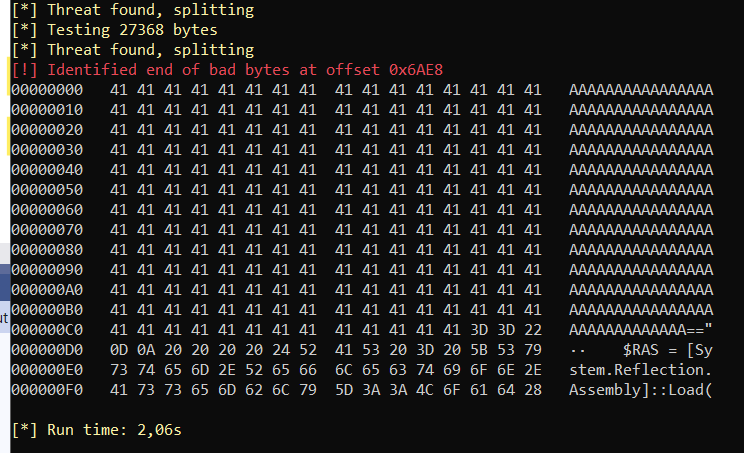 [*] Threat found, splitting
[*] Testing 27368 bytes
[*] Threat found, splitting
[!] Identified end of bad bytes at offset 0x6AE8
00000000   41 41 41 41 41 41 41 41  41 41 41 41 41 41 41 41   AAAAAAAAAAAAAAAA
00000010   41 41 41 41 41 41 41 41  41 41 41 41 41 41 41 41   AAAAAAAAAAAAAAAA
00000020   41 41 41 41 41 41 41 41  41 41 41 41 41 41 41 41   AAAAAAAAAAAAAAAA
00000030   41 41 41 41 41 41 41 41  41 41 41 41 41 41 41 41   AAAAAAAAAAAAAAAA
00000040   41 41 41 41 41 41 41 41  41 41 41 41 41 41 41 41   AAAAAAAAAAAAAAAA
00000050   41 41 41 41 41 41 41 41  41 41 41 41 41 41 41 41   AAAAAAAAAAAAAAAA
00000060   41 41 41 41 41 41 41 41  41 41 41 41 41 41 41 41   AAAAAAAAAAAAAAAA
00000070   41 41 41 41 41 41 41 41  41 41 41 41 41 41 41 41   AAAAAAAAAAAAAAAA
00000080   41 41 41 41 41 41 41 41  41 41 41 41 41 41 41 41   AAAAAAAAAAAAAAAA
00000090   41 41 41 41 41 41 41 41  41 41 41 41 41 41 41 41   AAAAAAAAAAAAAAAA
000000A0   41 41 41 41 41 41 41 41  41 41 41 41 41 41 41 41   AAAAAAAAAAAAAAAA
000000B0   41 41 41 41 41 41 41 41  41 41 41 41 41 41 41 41   AAAAAAAAAAAAAAAA
000000C0   41 41 41 41 41 41 41 41  41 41 41 41 41 3D 3D 22   AAAAAAAAAAAAA=="
000000D0   0D 0A 20 20 20 20 24 52  41 53 20 3D 20 5B 53 79   ··    $RAS = [Sy
000000E0   73 74 65 6D 2E 52 65 66  6C 65 63 74 69 6F 6E 2E   stem.Reflection.
000000F0   41 73 73 65 6D 62 6C 79  5D 3A 3A 4C 6F 61 64 28   Assembly]::Load(
[*] Run time: 2,06s